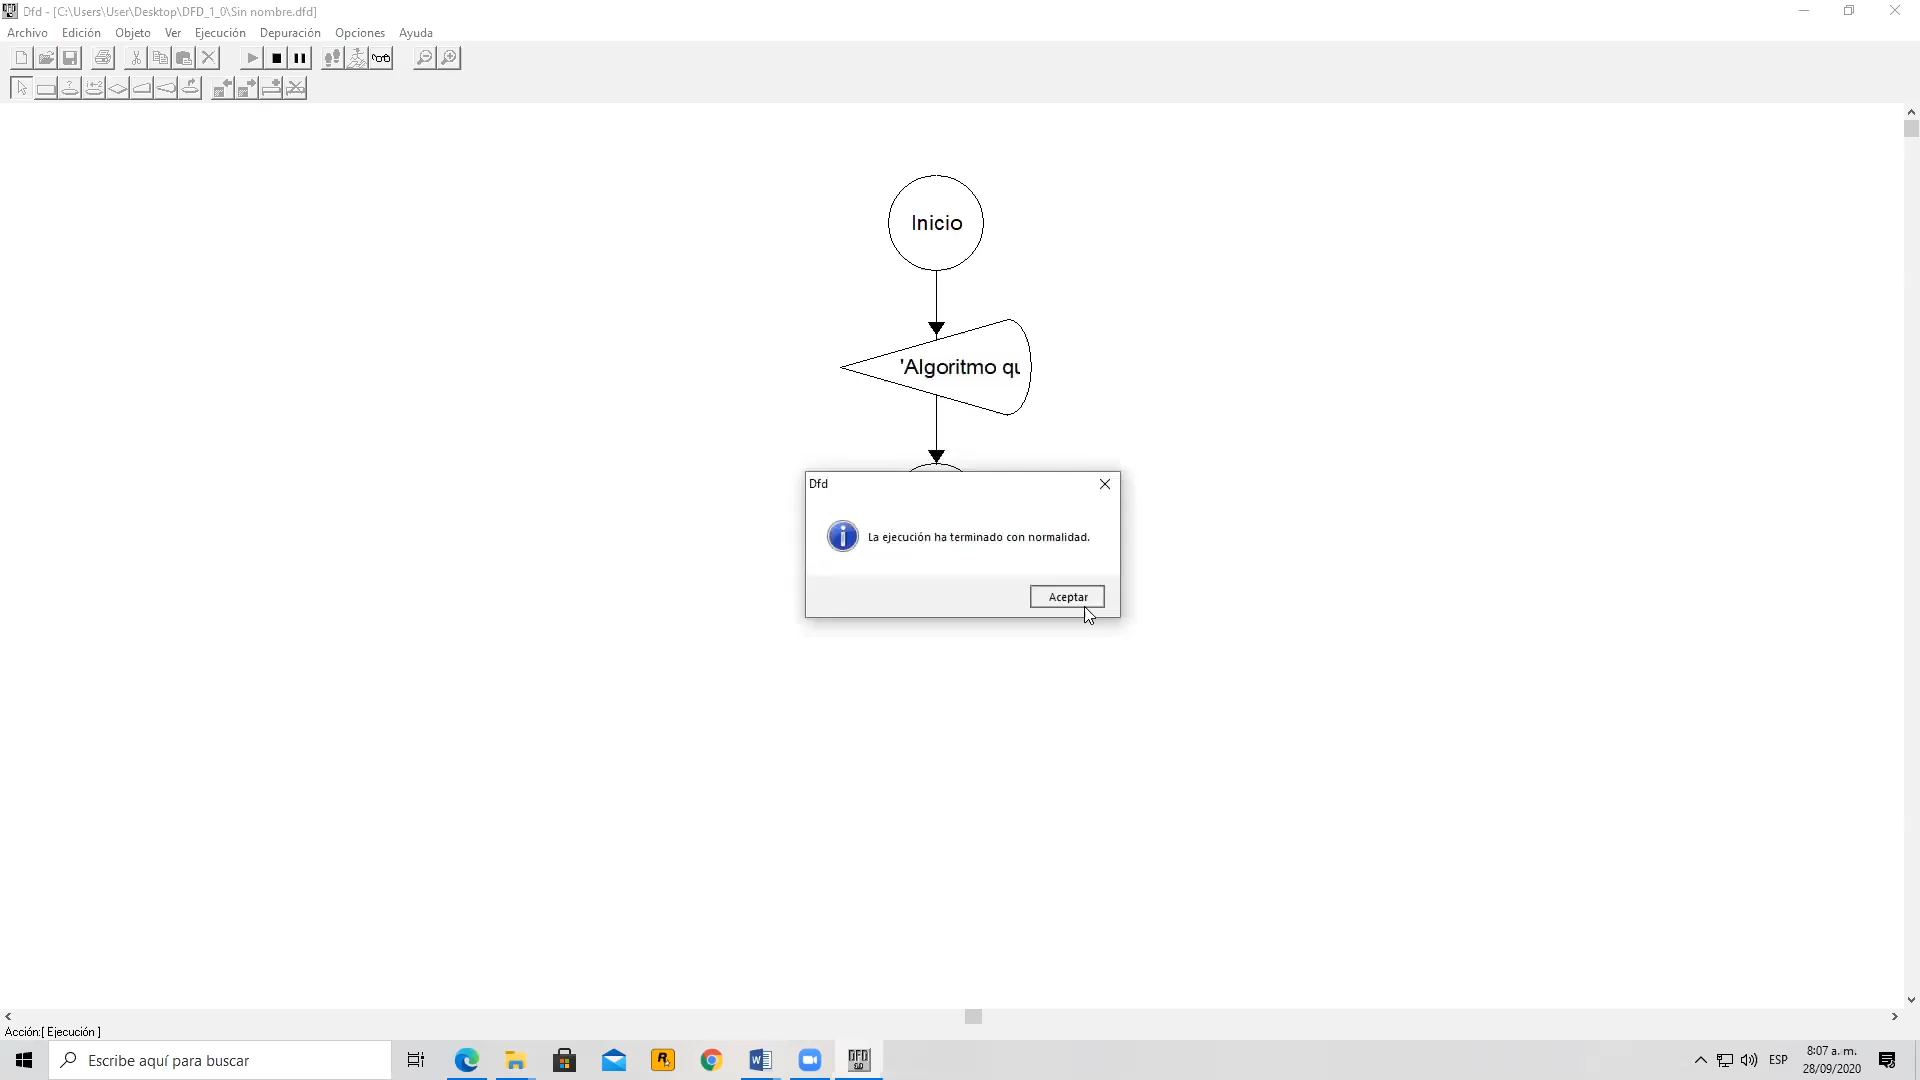 Dfd - [C:\Users\User\Desktop\DFD_1_0\Sin nombre.dfd]
Archivo Edición Objeto Ver Ejecución Depuración Opciones Ayuda
Inicio
'Algoritmo qu
Dfd
La ejecución ha terminado con normalidad.
Aceptar
Acción:[ Ejecución ]
Escribe aquí para buscar
ESP
8:07 a. m.
28/09/2020